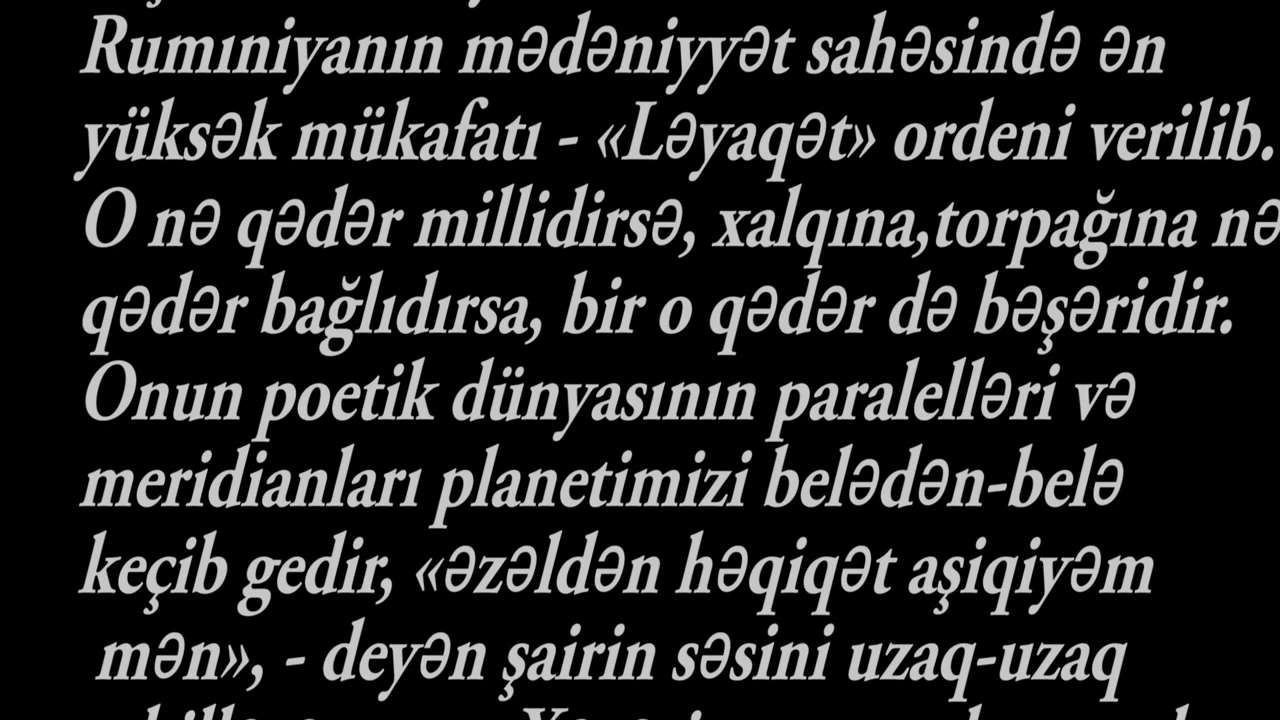 Rumıniyanın mədəniyyət sahəsində ən
yüksək mükafatı - «Ləyaqət» ordeni verilib.
O nə qədər millidirsə, xalqına,torpağına nə
qədər bağlıdırsa, bir o qədər də bəşəridir.
Onun poetik dünyasının paralelləri və
meridianları planetimizi belədən-belə
keçib gedir, «əzəldən həqiqət aşiqiyəm
mən», - deyən şairin səsini uzaq-uzaq